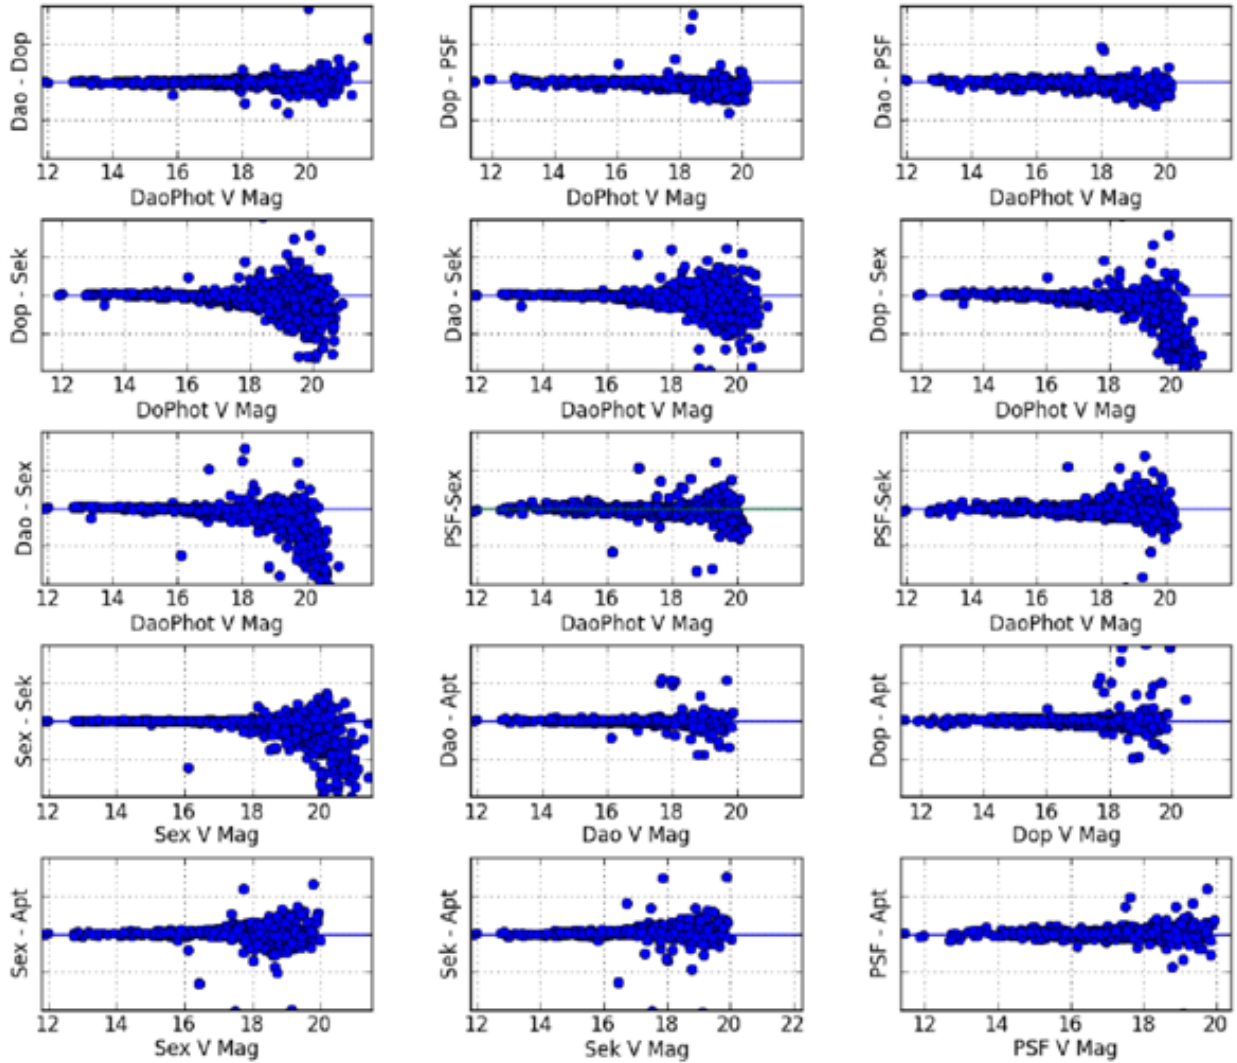 Dao - Dop
12 14 16 18 20
DaoPhot V Mag
Dop - PSF
12 14 16 18 20
DoPhot V Mag
Dao - PSF
12 14 16 18 20
DaoPhot V Mag
Dop - Sek
12 14 16 18 20
DoPhot V Mag
Dao - Sek
12 14 16 18 20
DaoPhot V Mag
Dop - Sex
12 14 16 18 20
DoPhot V Mag
Dao - Sex
12 14 16 18 20
DaoPhot V Mag
PSF-Sex
12 14 16 18 20
DaoPhot V Mag
PSF-Sek
12 14 16 18 20
DaoPhot V Mag
Sex - Sek
12 14 16 18 20
Sex V Mag
Dao - Apt
12 14 16 18 20
Dao V Mag
Dop - Apt
12 14 16 18 20
Dop V Mag
Sex - Apt
12 14 16 18 20
Sex V Mag
Sek - Apt
12 14 16 18 20 22
Sek V Mag
PSF - Apt
12 14 16 18 20
PSF V Mag